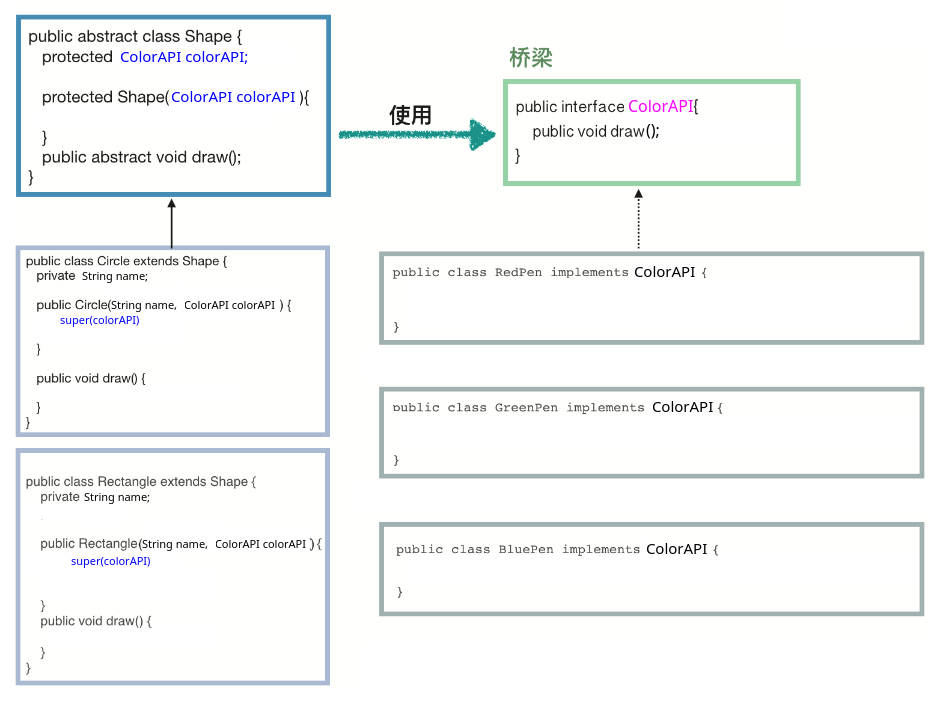 public abstract class Shape {
protected ColorAPI colorAPI;
protected Shape(ColorAPI colorAPI ){
}
public abstract void draw();
}
使用
桥梁
public interface ColorAPI{
public void draw();
}
public class Circle extends Shape {
private String name;
public Circle(String name, ColorAPI colorAPI ) {
super(colorAPI)
}
public void draw() {
}
}
public class Rectangle extends Shape {
private String name;
public Rectangle(String name, ColorAPI colorAPI ) {
super(colorAPI)
}
public void draw() {
}
}
public class RedPen implements ColorAPI {
}
public class GreenPen implements ColorAPI {
}
public class BluePen implements ColorAPI {
}